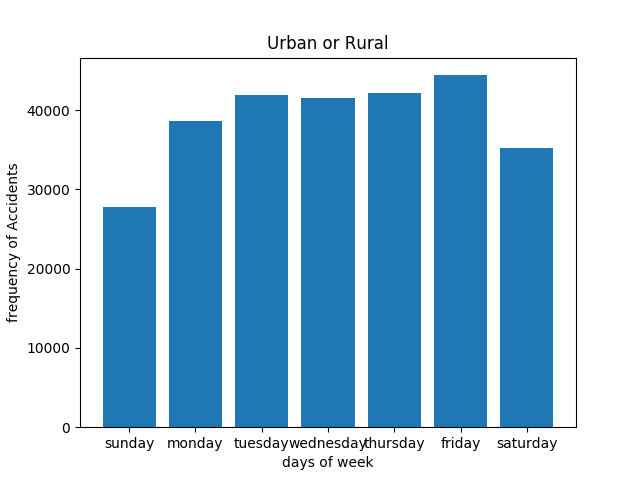 Urban or Rural
frequency of Accidents
40000
30000
20000
10000
0
sunday monday tuesday wednesday thursday friday saturday
days of week